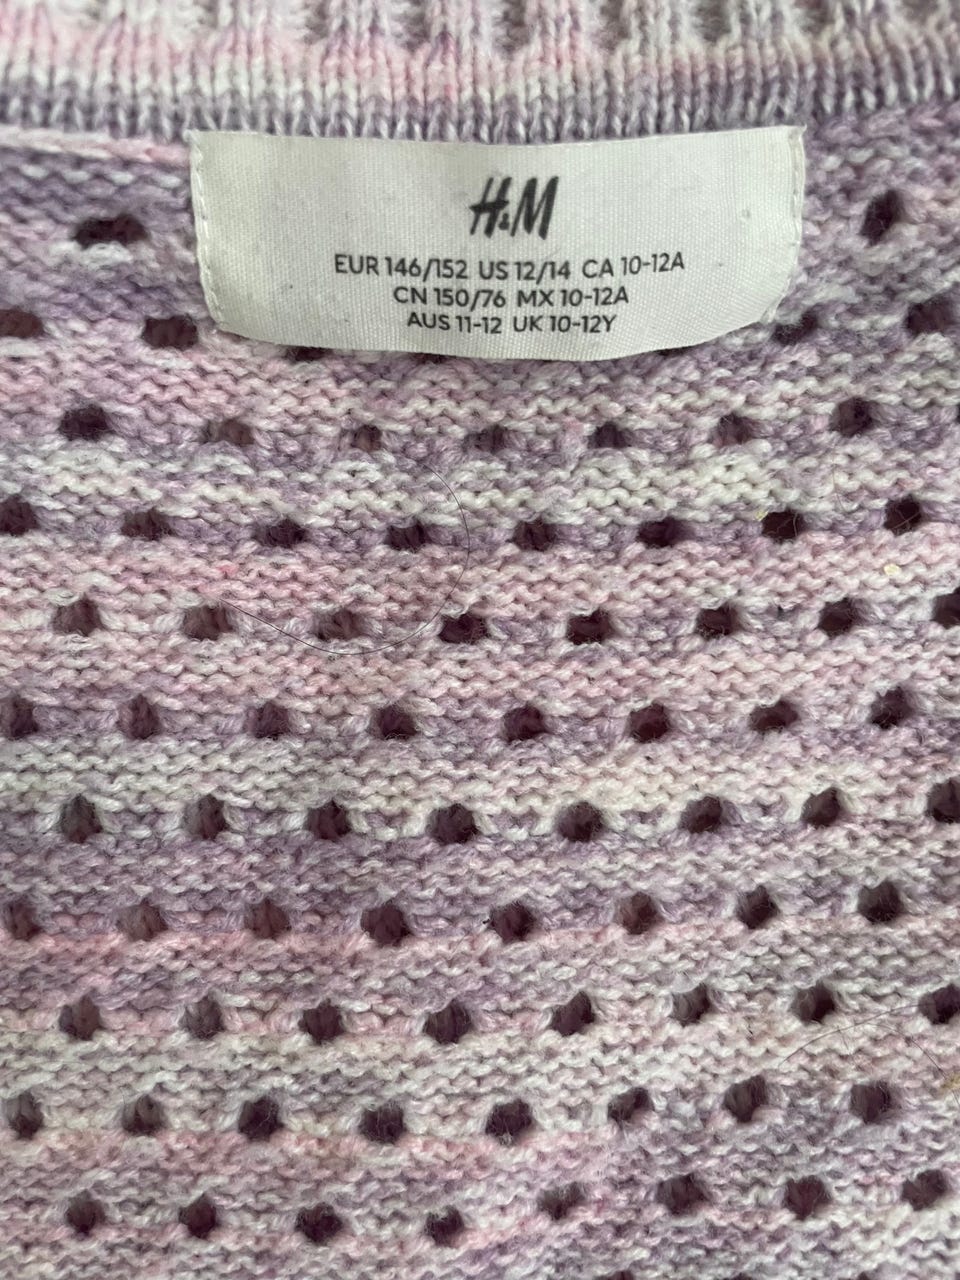 H&M
EUR 146/152 US 12/14 CA 10-12A
CN 150/76 MX 10-12A
AUS 11-12 UK 10-12Y